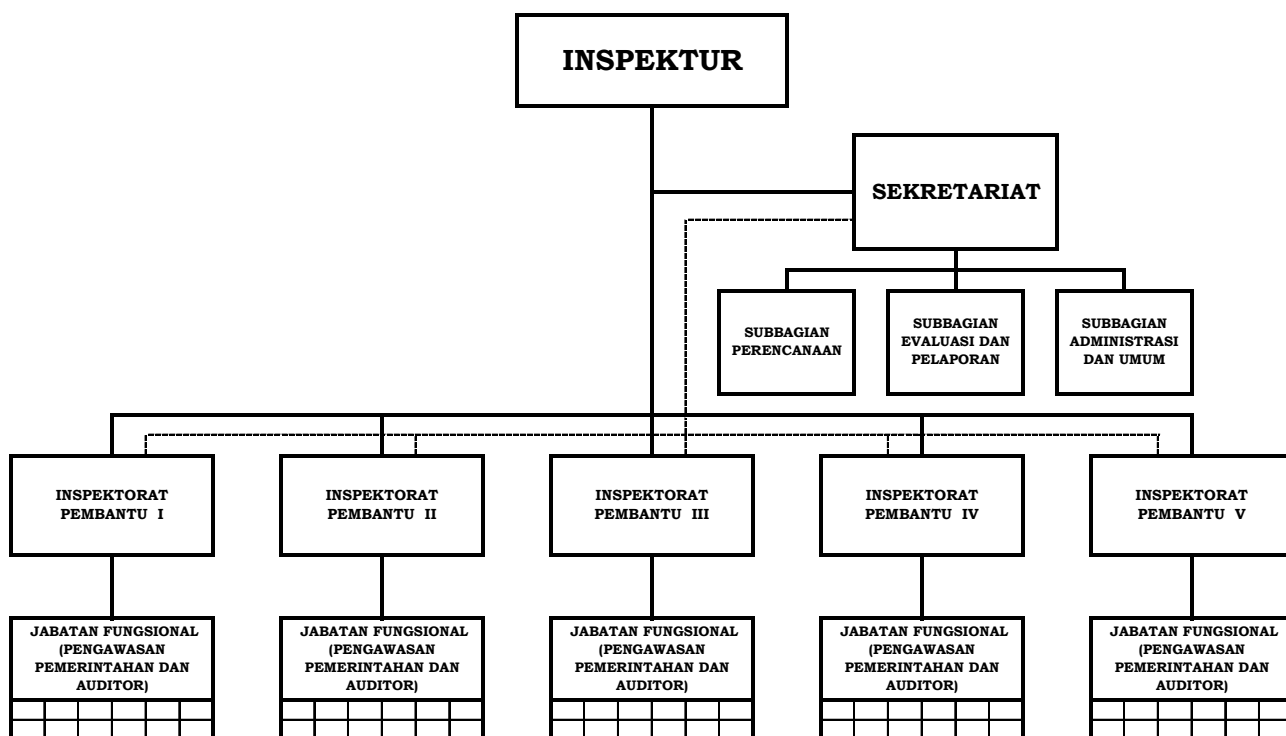 INSPEKTUR
SEKRETARIAT
SUBBAGIAN
PERENCANAAN
SUBBAGIAN
EVALUASI DAN
PELAPORAN
SUBBAGIAN
ADMINISTRASI
DAN UMUM
INSPEKTORAT
PEMBANTU I
INSPEKTORAT
PEMBANTU II
INSPEKTORAT
PEMBANTU III
INSPEKTORAT
PEMBANTU IV
INSPEKTORAT
PEMBANTU V
JABATAN FUNGSIONAL
(PENGAWASAN
PEMERINTAHAN DAN
AUDITOR)
JABATAN FUNGSIONAL
(PENGAWASAN
PEMERINTAHAN DAN
AUDITOR)
JABATAN FUNGSIONAL
(PENGAWASAN
PEMERINTAHAN DAN
AUDITOR)
JABATAN FUNGSIONAL
(PENGAWASAN
PEMERINTAHAN DAN
AUDITOR)
JABATAN FUNGSIONAL
(PENGAWASAN
PEMERINTAHAN DAN
AUDITOR)